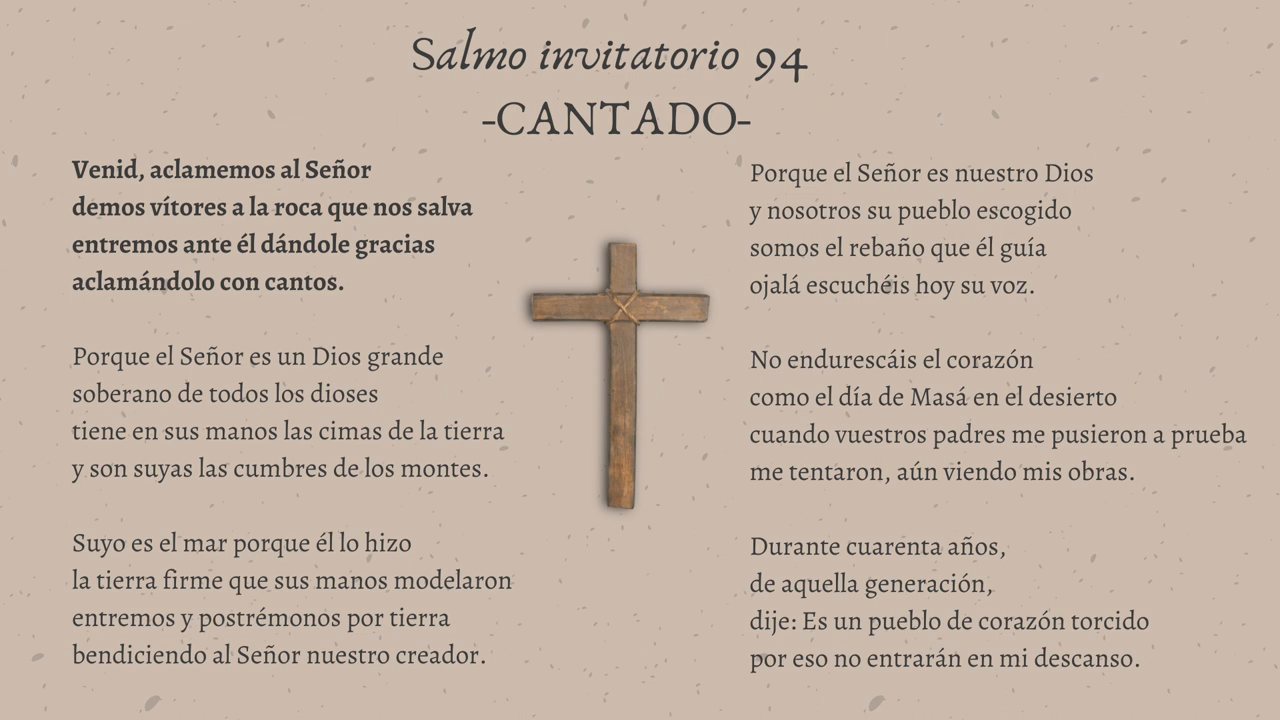 Salmo invitatorio 94
-CANTADO-
Venid, aclamemos al Señor
demos vítores a la roca que nos salva
entremos ante él dándole gracias
aclamándolo con cantos.
Porque el Señor es un Dios grande
soberano de todos los dioses
tiene en sus manos las cimas de la tierra
y son suyas las cumbres de los montes.
Suyo es el mar porque él lo hizo
la tierra firme que sus manos modelaron
entremos y postrémonos por tierra
bendiciendo al Señor nuestro creador.
Porque el Señor es nuestro Dios
y nosotros su pueblo escogido
somos el rebaño que él guía
ojalá escuchéis hoy su voz.
No endurescáis el corazón
como el día de Masá en el desierto
cuando vuestros padres me pusieron a prueba
me tentaron, aún viendo mis obras.
Durante cuarenta años,
de aquella generación,
dije: Es un pueblo de corazón torcido
por eso no entrarán en mi descanso.